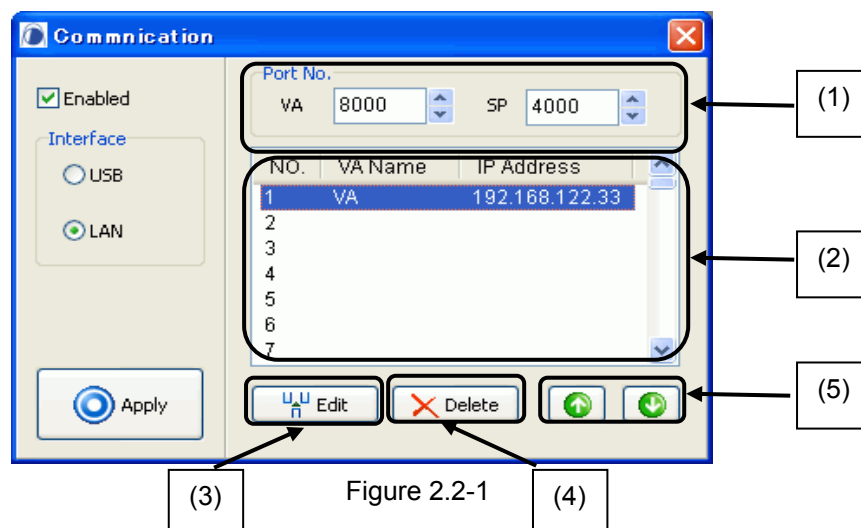 Commnication
Enabled
Interface
USB
LAN
Apply
Port No.
VA 8000 SP 4000
NO. VA Name IP Address
1 VA 192.168.122.33
2
3
4
5
6
7
Edit Delete
(1)
(2)
(5)
(3) Figure 2.2-1 (4)